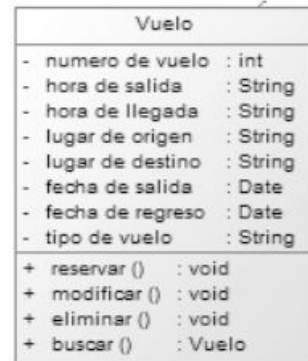 Vuelo
- numero de vuelo : int
- hora de salida : String
- hora de llegada : String
- lugar de origen : String
- lugar de destino : String
- fecha de salida : Date
- fecha de regreso : Date
- tipo de vuelo : String
+ reservar () : void
+ modificar () : void
+ eliminar () : void
+ buscar () : Vuelo